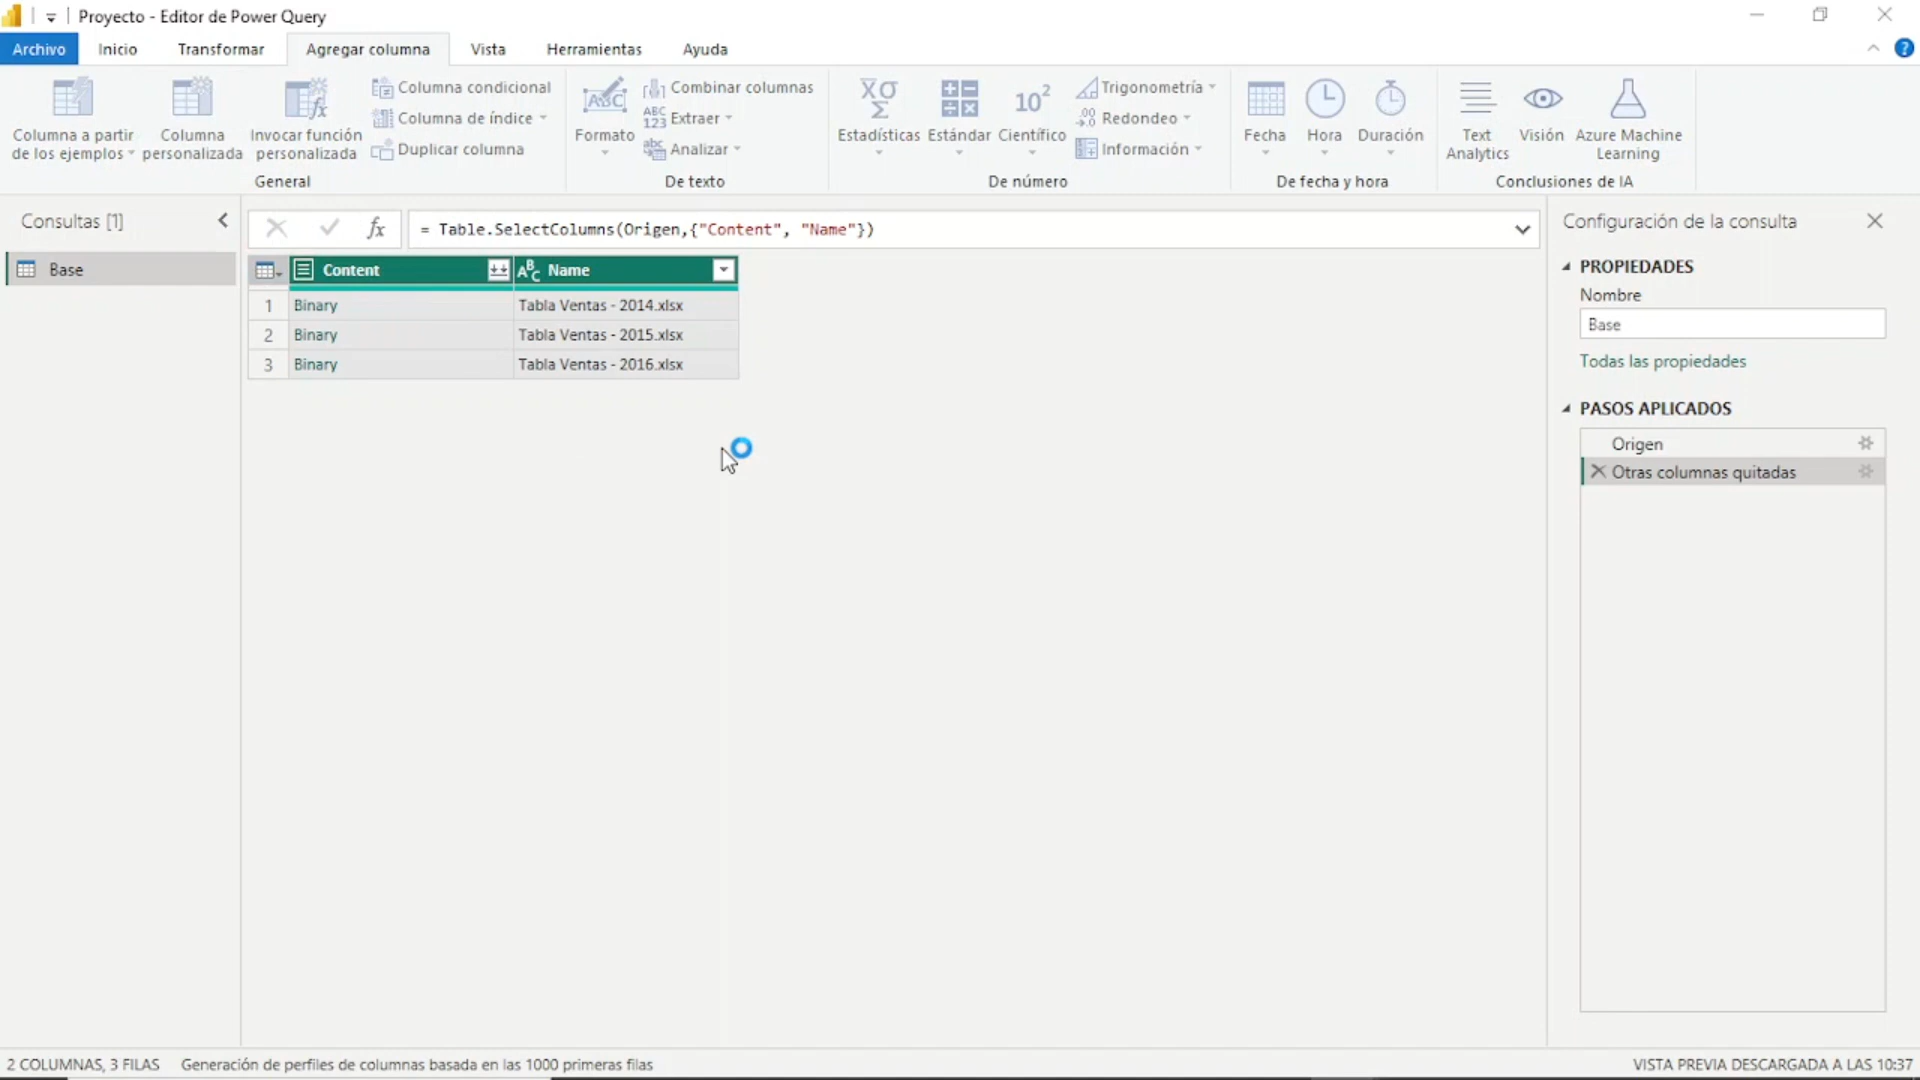 Proyecto - Editor de Power Query
Archivo Inicio Transformar Agregar columna Vista Herramientas Ayuda
Columna a partir de los ejemplos
Columna personalizada
Invocar función personalizada
Columna condicional
Columna de índice
Duplicar columna
General
Formato
Combinar columnas
Extraer
Analizar
De texto
Estadísticas
Estándar
Científico
Trigonometría
Redondeo
Información
De número
Fecha
Hora
Duración
De fecha y hora
Text Analytics
Visión
Azure Machine Learning
Conclusiones de IA
Consultas [1]
Base
= Table.SelectColumns(Origen,{"Content", "Name"})
Content Name
1 Binary Tabla Ventas - 2014.xlsx
2 Binary Tabla Ventas - 2015.xlsx
3 Binary Tabla Ventas - 2016.xlsx
Configuración de la consulta
PROPIEDADES
Nombre
Base
Todas las propiedades
PASOS APLICADOS
Origen
Otras columnas quitadas
2 COLUMNAS, 3 FILAS Generación de perfiles de columnas basada en las 1000 primeras filas
VISTA PREVIA DESCARGADA A LAS 10:37